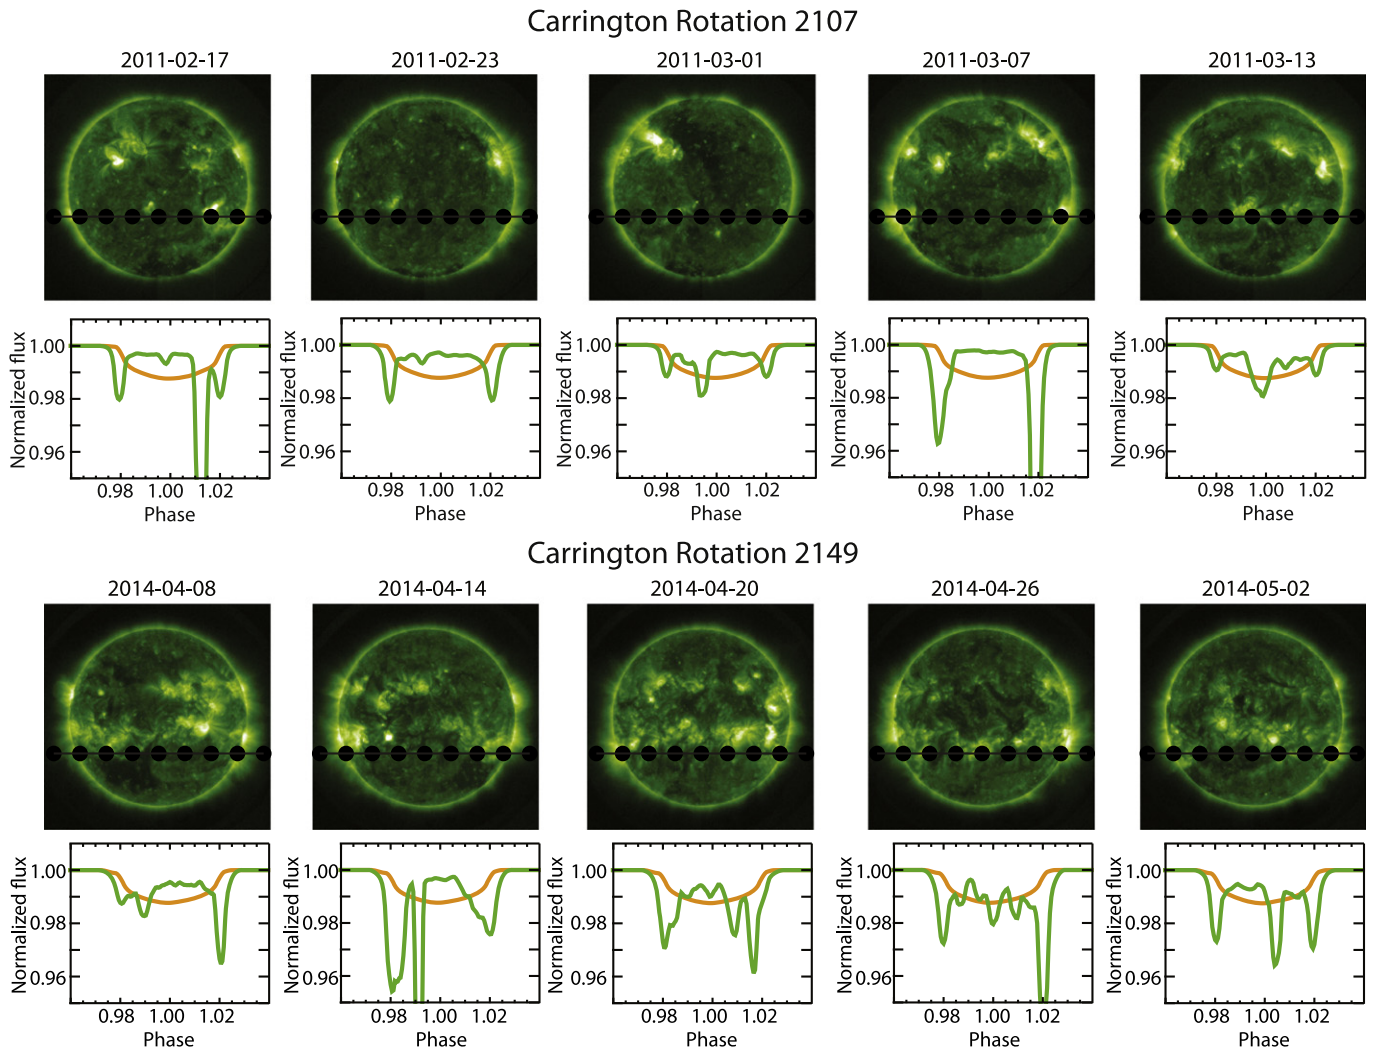 Carrington Rotation 2107
2011-02-17 2011-02-23 2011-03-01 2011-03-07 2011-03-13
Normalized flux 1.00 0.98 0.96 Normalized flux 1.00 0.98 0.96 Normalized flux 1.00 0.98 0.96 Normalized flux 1.00 0.98 0.96 Normalized flux 1.00 0.98 0.96
0.98 1.00 1.02 0.98 1.00 1.02 0.98 1.00 1.02 0.98 1.00 1.02 0.98 1.00 1.02
Phase Phase Phase Phase Phase
Carrington Rotation 2149
2014-04-08 2014-04-14 2014-04-20 2014-04-26 2014-05-02
Normalized flux 1.00 0.98 0.96 Normalized flux 1.00 0.98 0.96 Normalized flux 1.00 0.98 0.96 Normalized flux 1.00 0.98 0.96 Normalized flux 1.00 0.98 0.96
0.98 1.00 1.02 0.98 1.00 1.02 0.98 1.00 1.02 0.98 1.00 1.02 0.98 1.00 1.02
Phase Phase Phase Phase Phase